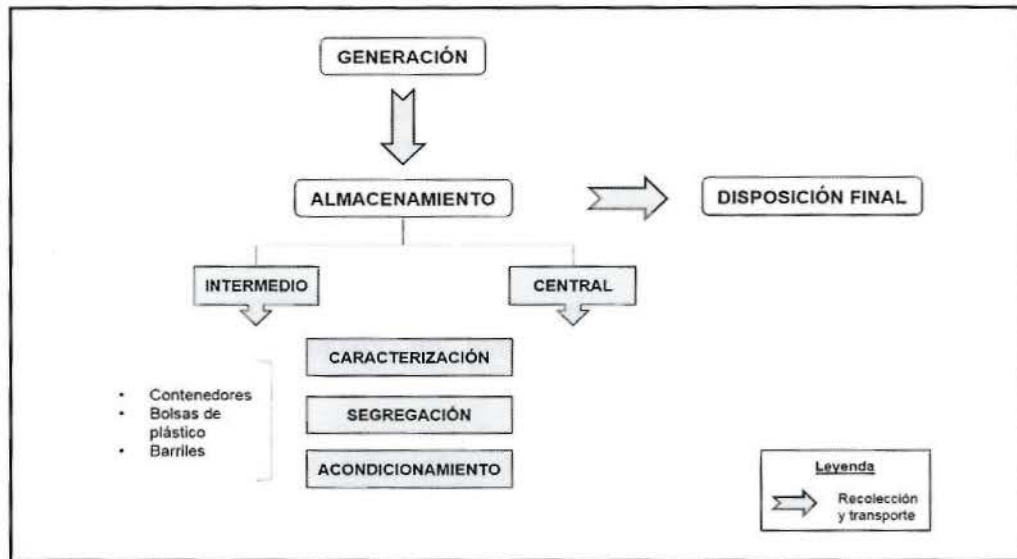 GENERACIÓN
ALMACENAMIENTO
DISPOSICIÓN FINAL
INTERMEDIO
CENTRAL
CARACTERIZACIÓN
• Contenedores
• Bolsas de
plástico
• Barriles
SEGREGACIÓN
ACONDICIONAMIENTO
Leyenda
Recolección
y transporte